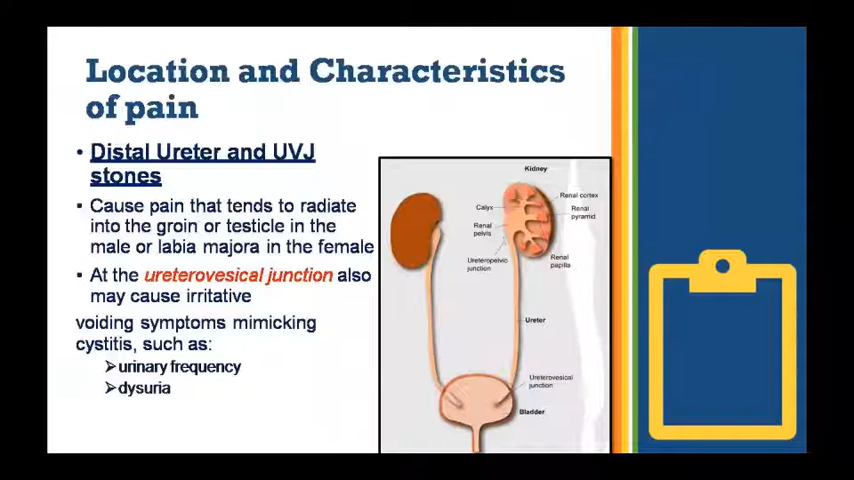 Location and Characteristics
of pain
• Distal Ureter and UVJ
stones
▪ Cause pain that tends to radiate
into the groin or testicle in the
male or labia majora in the female
▪ At the ureterovesical junction also
may cause irritative
voiding symptoms mimicking
cystitis, such as:
➢urinary frequency
➢dysuria
Kidney
Calyx
Renal cortex
Renal
pyramid
Renal
pelvis
Ureteropelvic
junction
Renal
papilla
Ureter
Ureterovesical
junction
Bladder